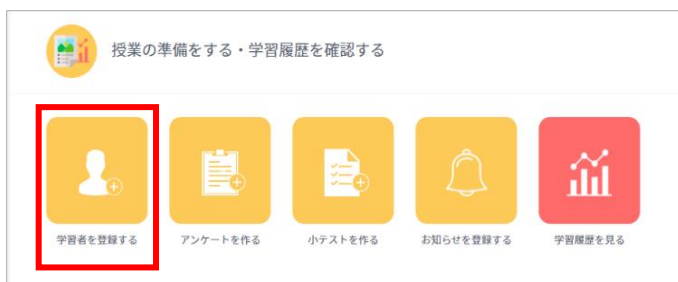 授業の準備をする・学習履歴を確認する
学習者を登録する
アンケートを作る
小テストを作る
お知らせを登録する
学習履歴を見る